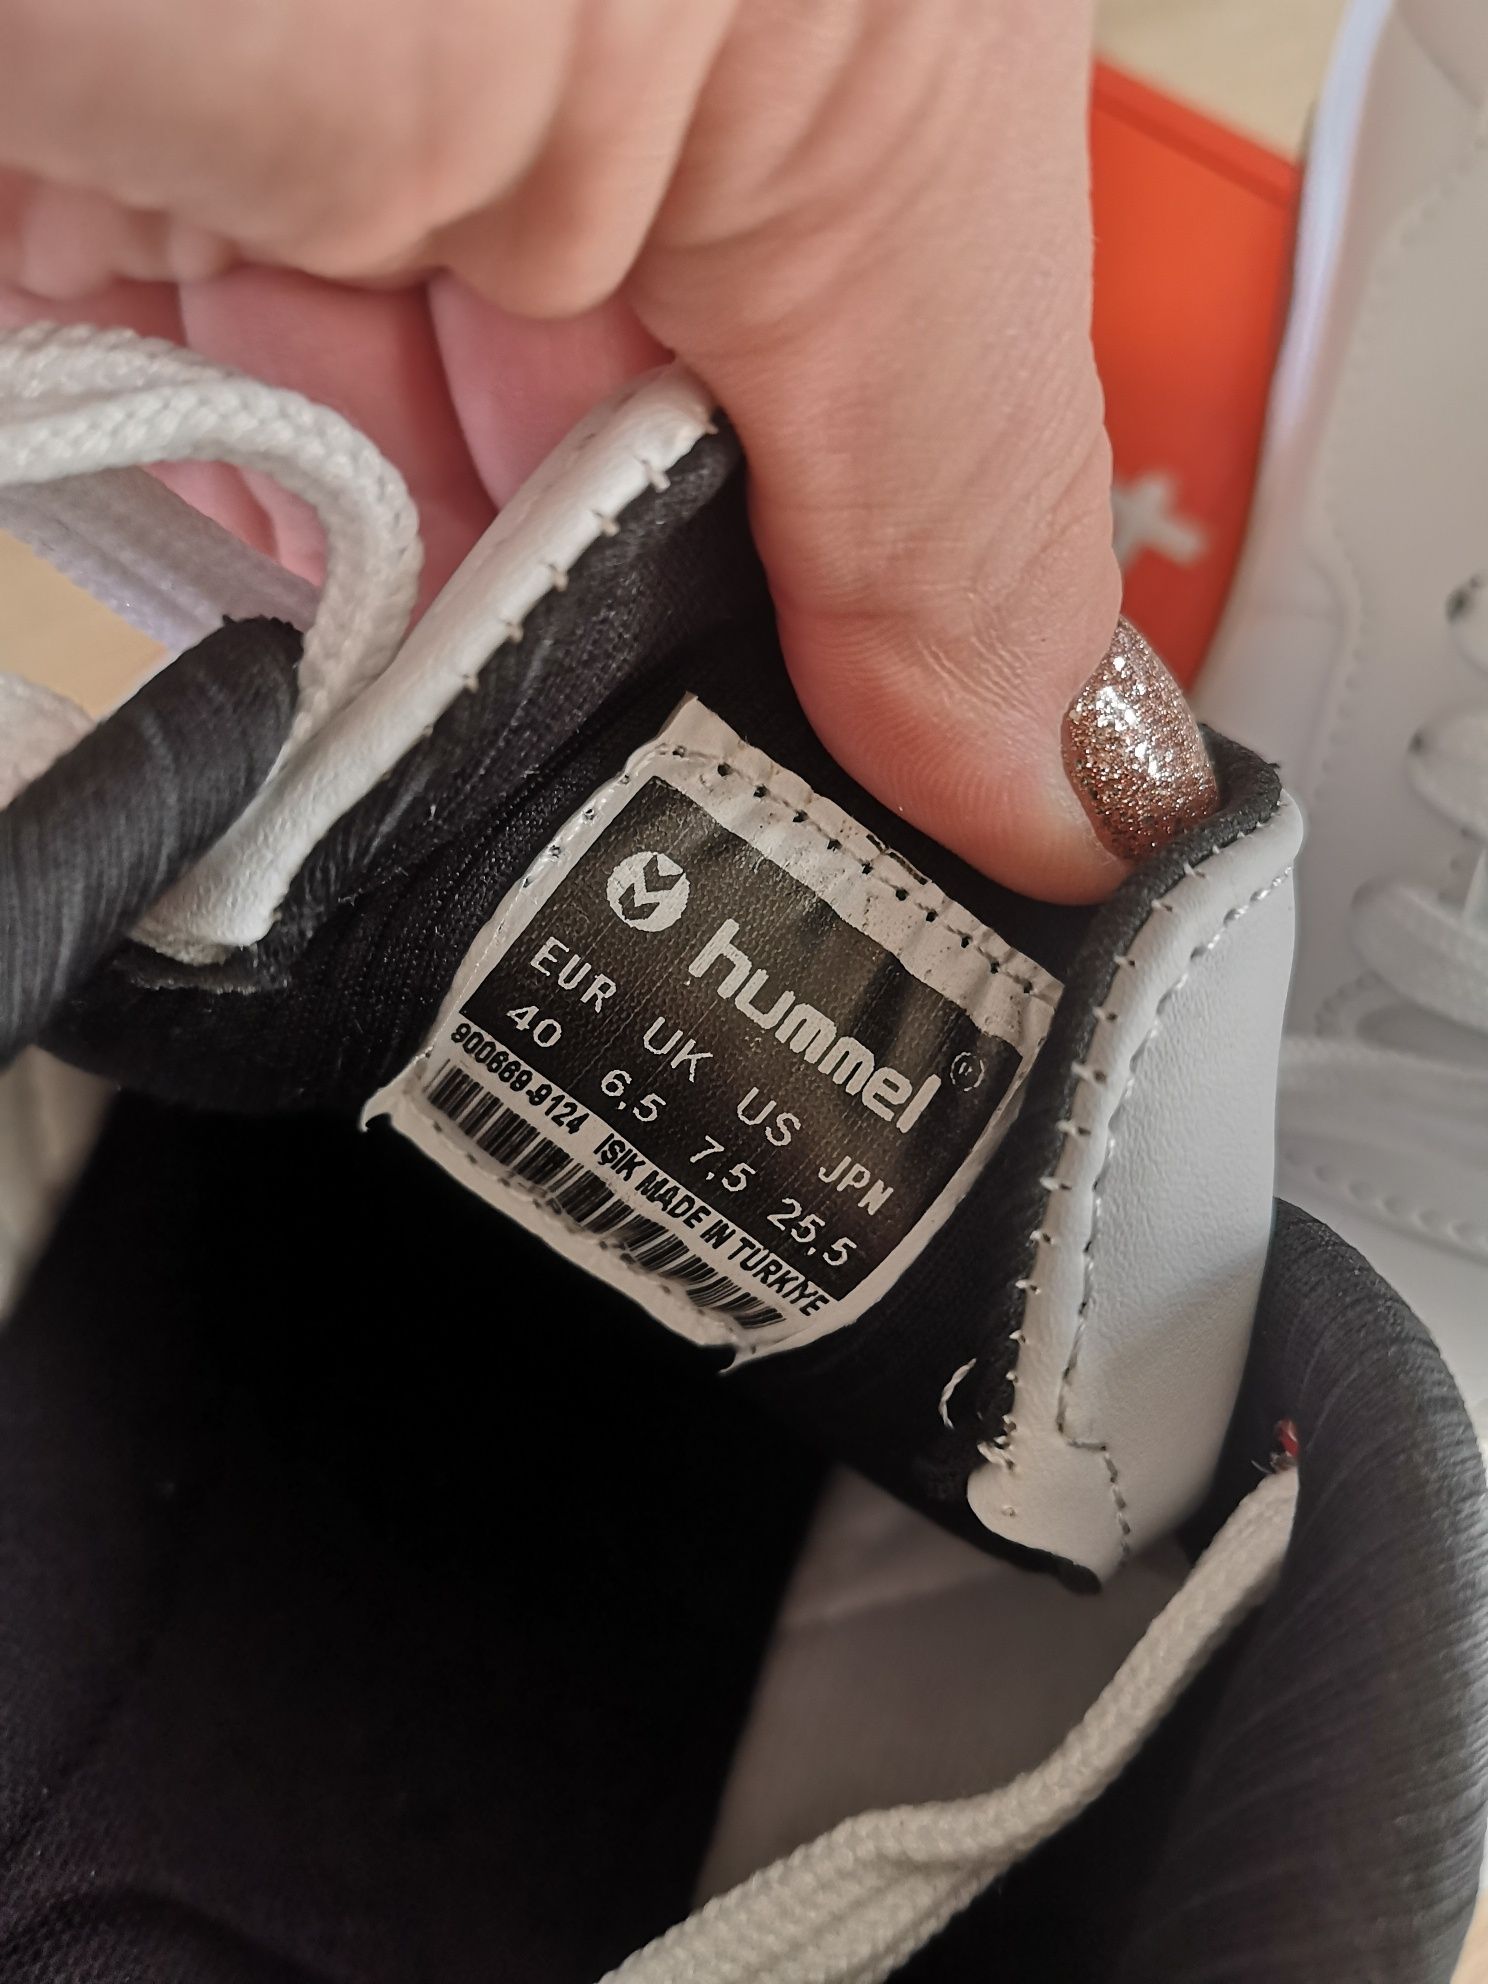 hummel®
EUR UK US JPN
40 6,5 7,5 25,5
900669-9124 IŞIK MADE IN TÜRKİYE